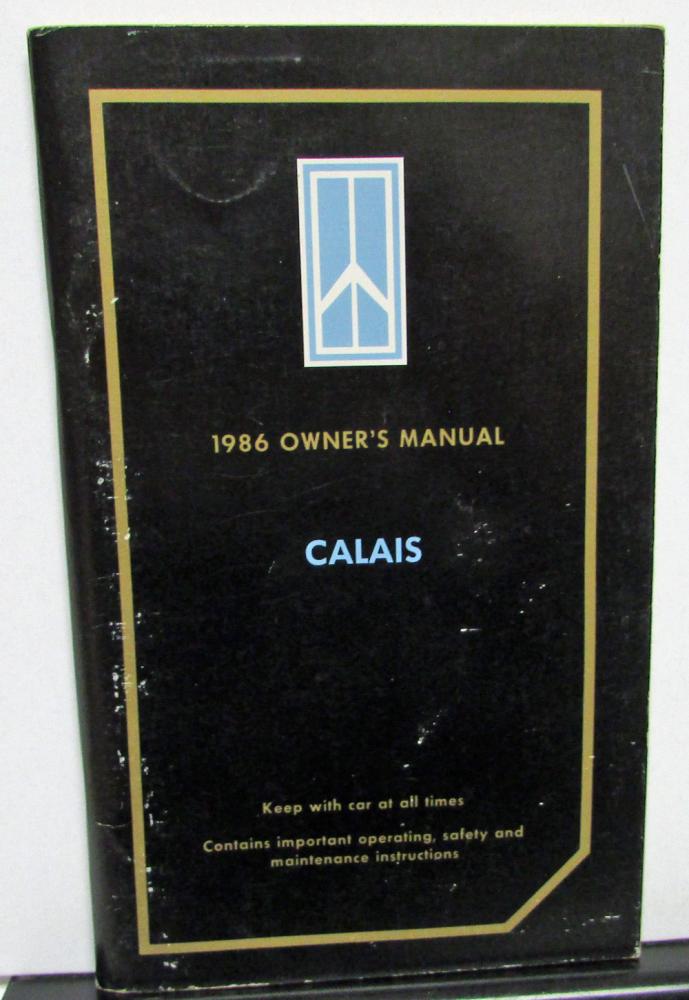 1986 OWNER'S MANUAL
CALAIS
Keep with car at all times
Contains important operating, safety and
maintenance instructions